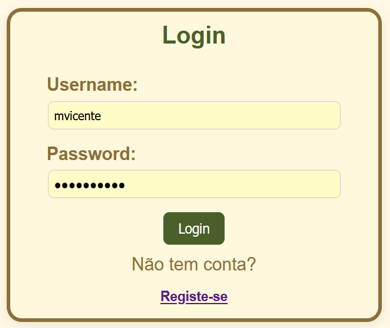 Login
Username:
mvicente
Password:
●●●●●●●●●●
Login
Não tem conta?
Registe-se